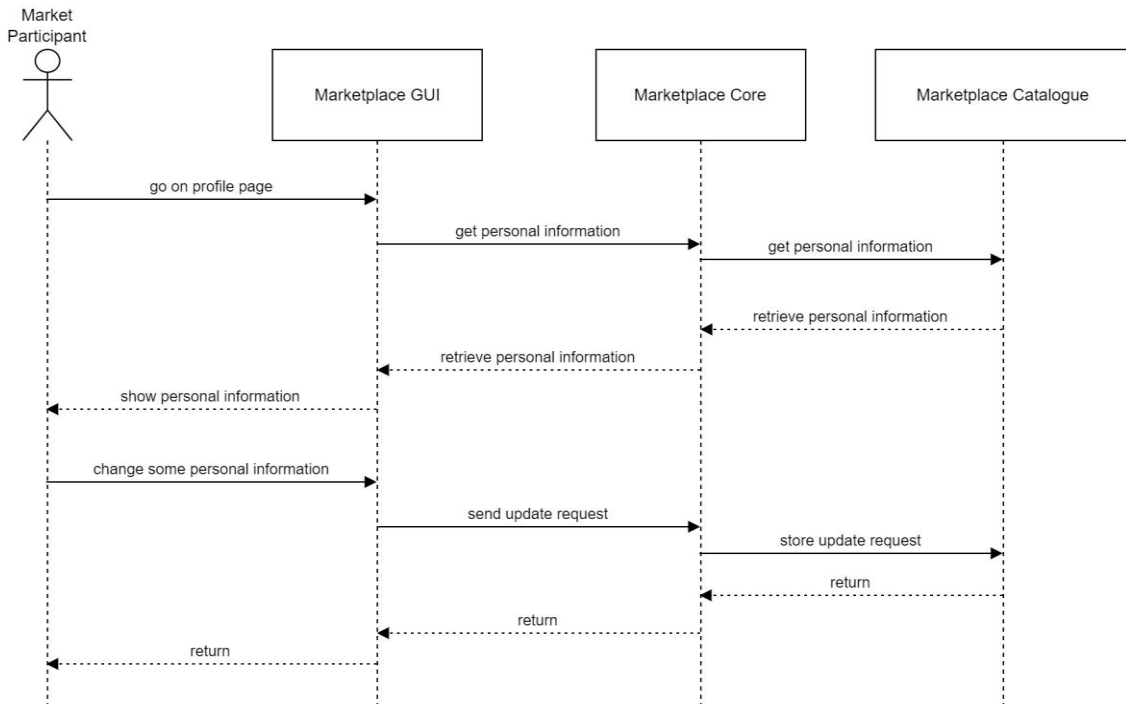 Market
Participant
Marketplace GUI
Marketplace Core
Marketplace Catalogue
go on profile page
get personal information
get personal information
retrieve personal information
retrieve personal information
show personal information
change some personal information
send update request
store update request
return
return
return